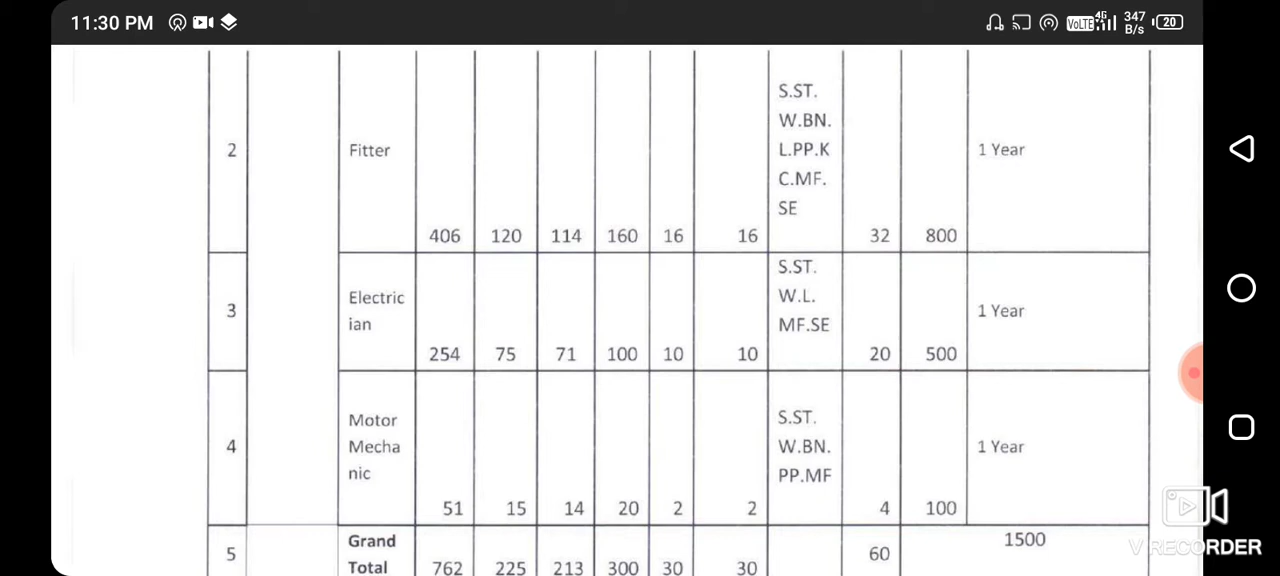 11:30 PM
VoLTE 4G 347 B/s 20
S.ST.
W.BN.
2 Fitter L.PP.K 1 Year
C.MF.
SE
406 120 114 160 16 16 32 800
S.ST.
Electric W.L.
3 1 Year
ian MF.SE
254 75 71 100 10 10 20 500
Motor S.ST.
4 Mecha W.BN. 1 Year
nic PP.MF
51 15 14 20 2 2 4 100
Grand 1500
5 60
Total 762 225 213 300 30 30
V RECORDER